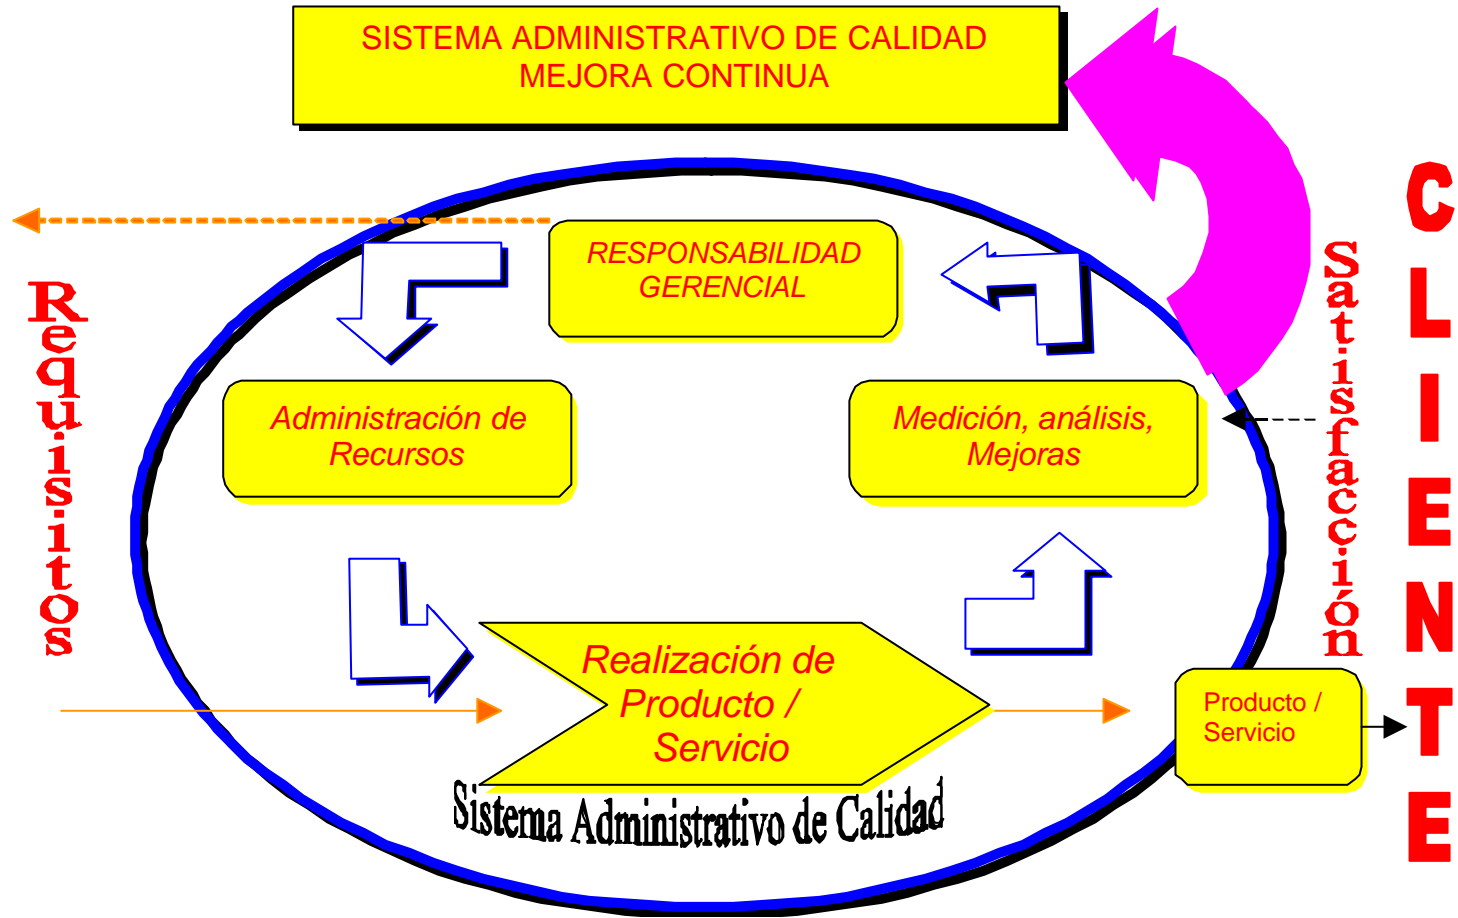 SISTEMA ADMINISTRATIVO DE CALIDAD
MEJORA CONTINUA
RESPONSABILIDAD
GERENCIAL
Administración de
Recursos
Medición, análisis,
Mejoras
Realización de
Producto /
Servicio
Producto /
Servicio
Sistema Administrativo de Calidad
Requisitos
Satisfacción
CLIENTE